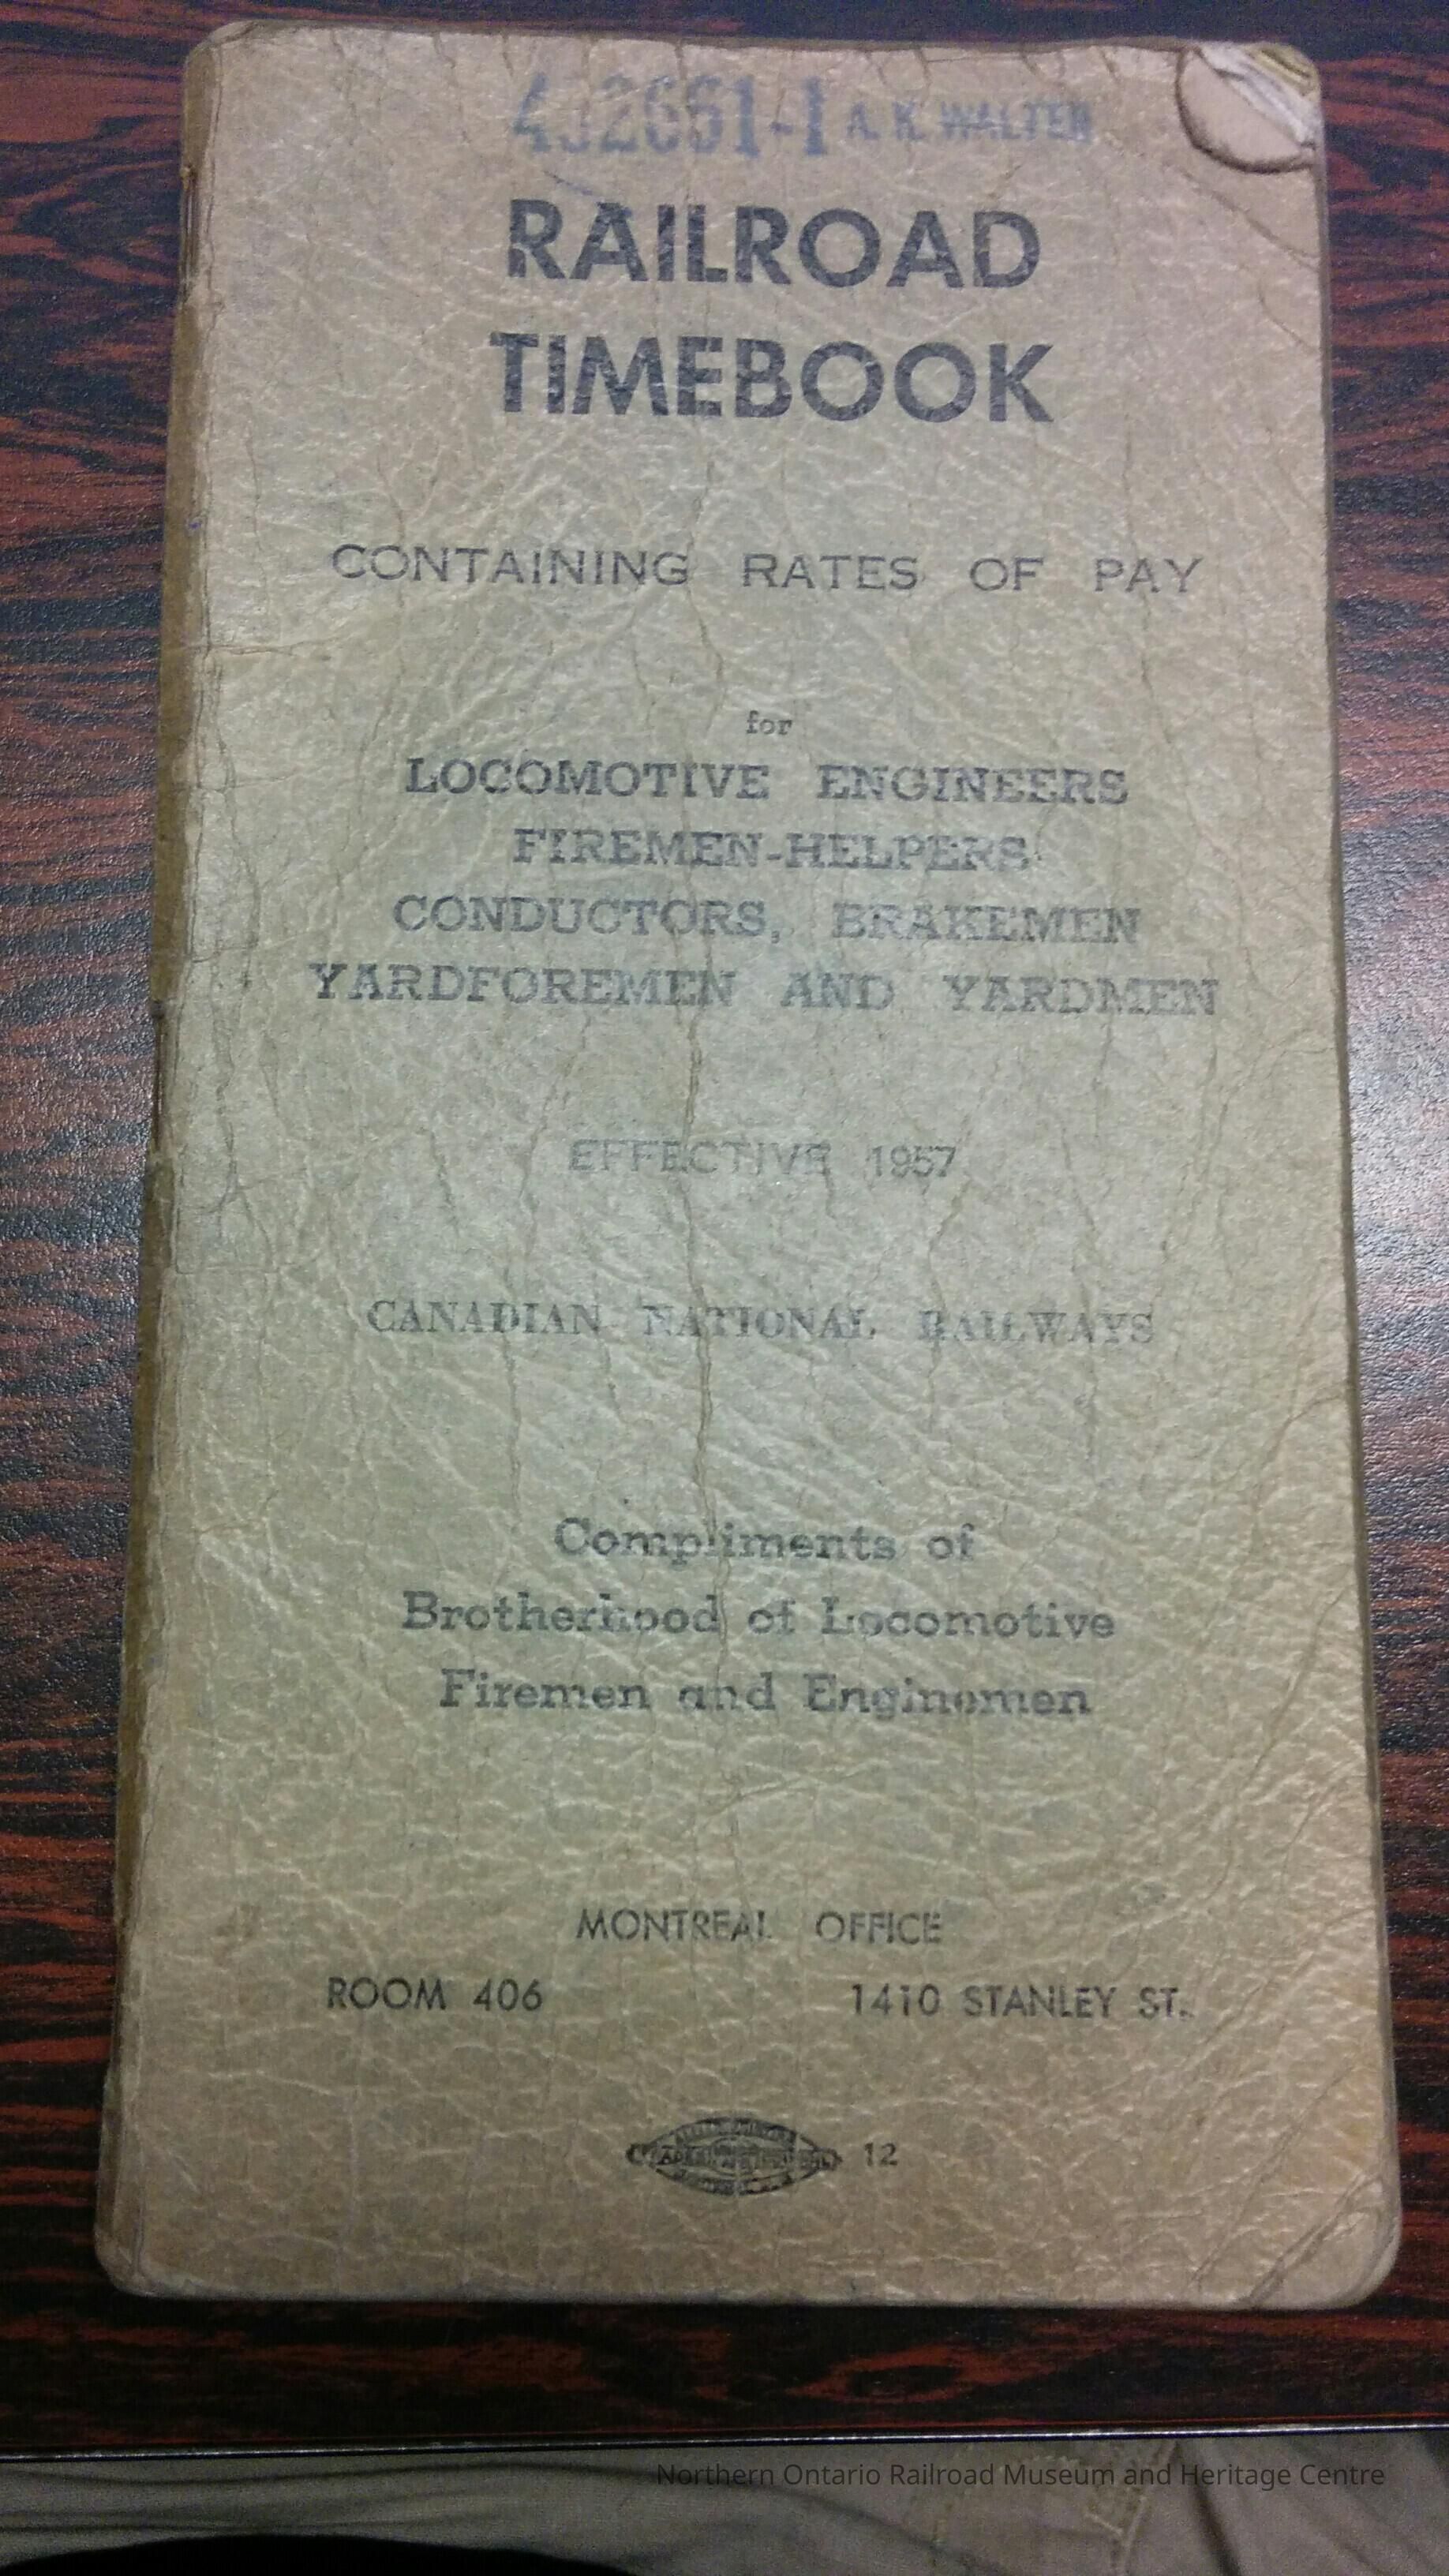 A. K. WALTER
RAILROAD
TIMEBOOK
CONTAINING RATES OF PAY
for
LOCOMOTIVE ENGINEERS
FIREMEN-HELPERS
CONDUCTORS, BRAKEMEN
YARDFOREMEN AND YARDMEN
EFFECTIVE 1957
CANADIAN NATIONAL RAILWAYS
Compliments of
Brotherhood of Locomotive
Firemen and Enginemen
MONTREAL OFFICE
ROOM 406 1410 STANLEY ST.
12
Northern Ontario Railroad Museum and Heritage Centre